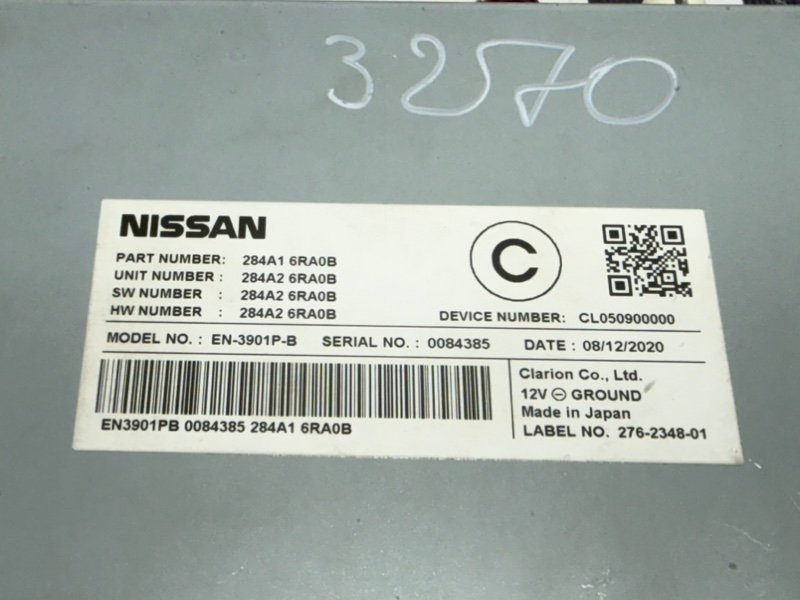 3270
NISSAN
PART NUMBER: 284A1 6RA0B
UNIT NUMBER : 284A2 6RA0B
SW NUMBER : 284A2 6RA0B
HW NUMBER : 284A2 6RA0B
C
DEVICE NUMBER: CL050900000
MODEL NO. : EN-3901P-B SERIAL NO. : 0084385 DATE : 08/12/2020
EN3901PB 0084385 284A1 6RA0B
Clarion Co., Ltd.
12V ⊖ GROUND
Made in Japan
LABEL NO. 276-2348-01